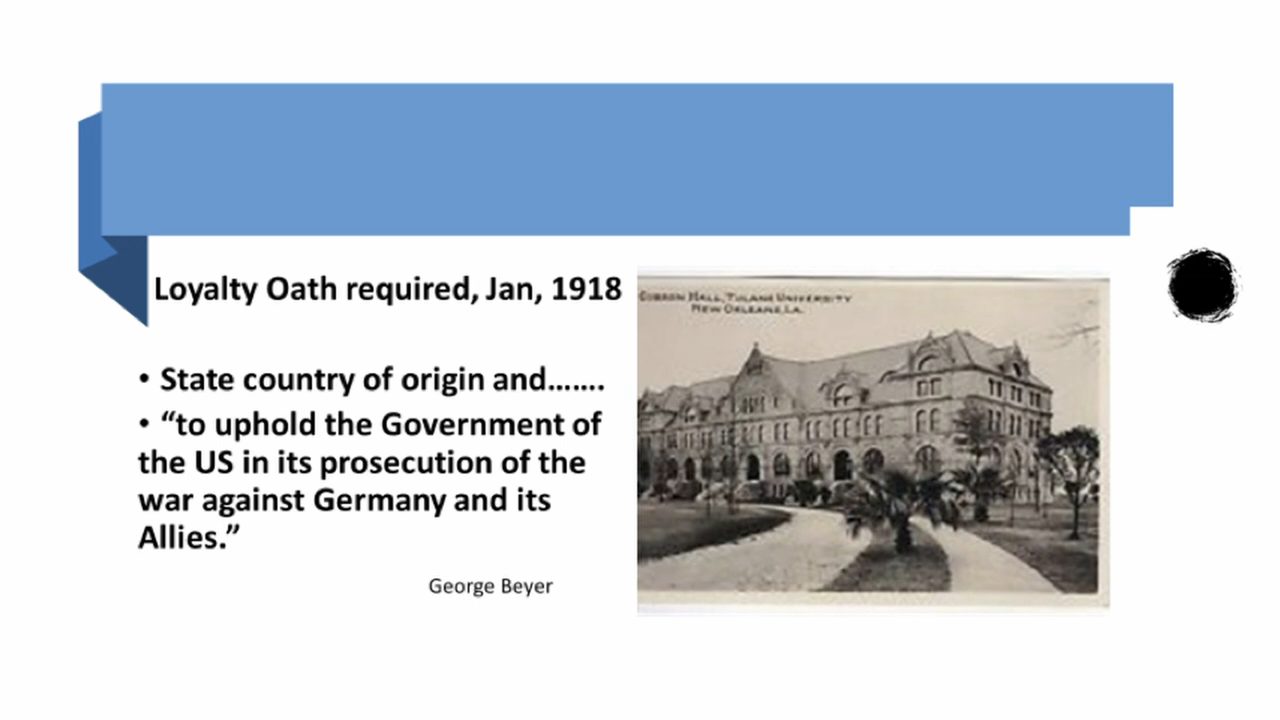 Loyalty Oath required, Jan, 1918
• State country of origin and.......
• “to uphold the Government of
the US in its prosecution of the
war against Germany and its
Allies.”
George Beyer
GIBSON HALL, TULANE UNIVERSITY
NEW ORLEANS, LA.